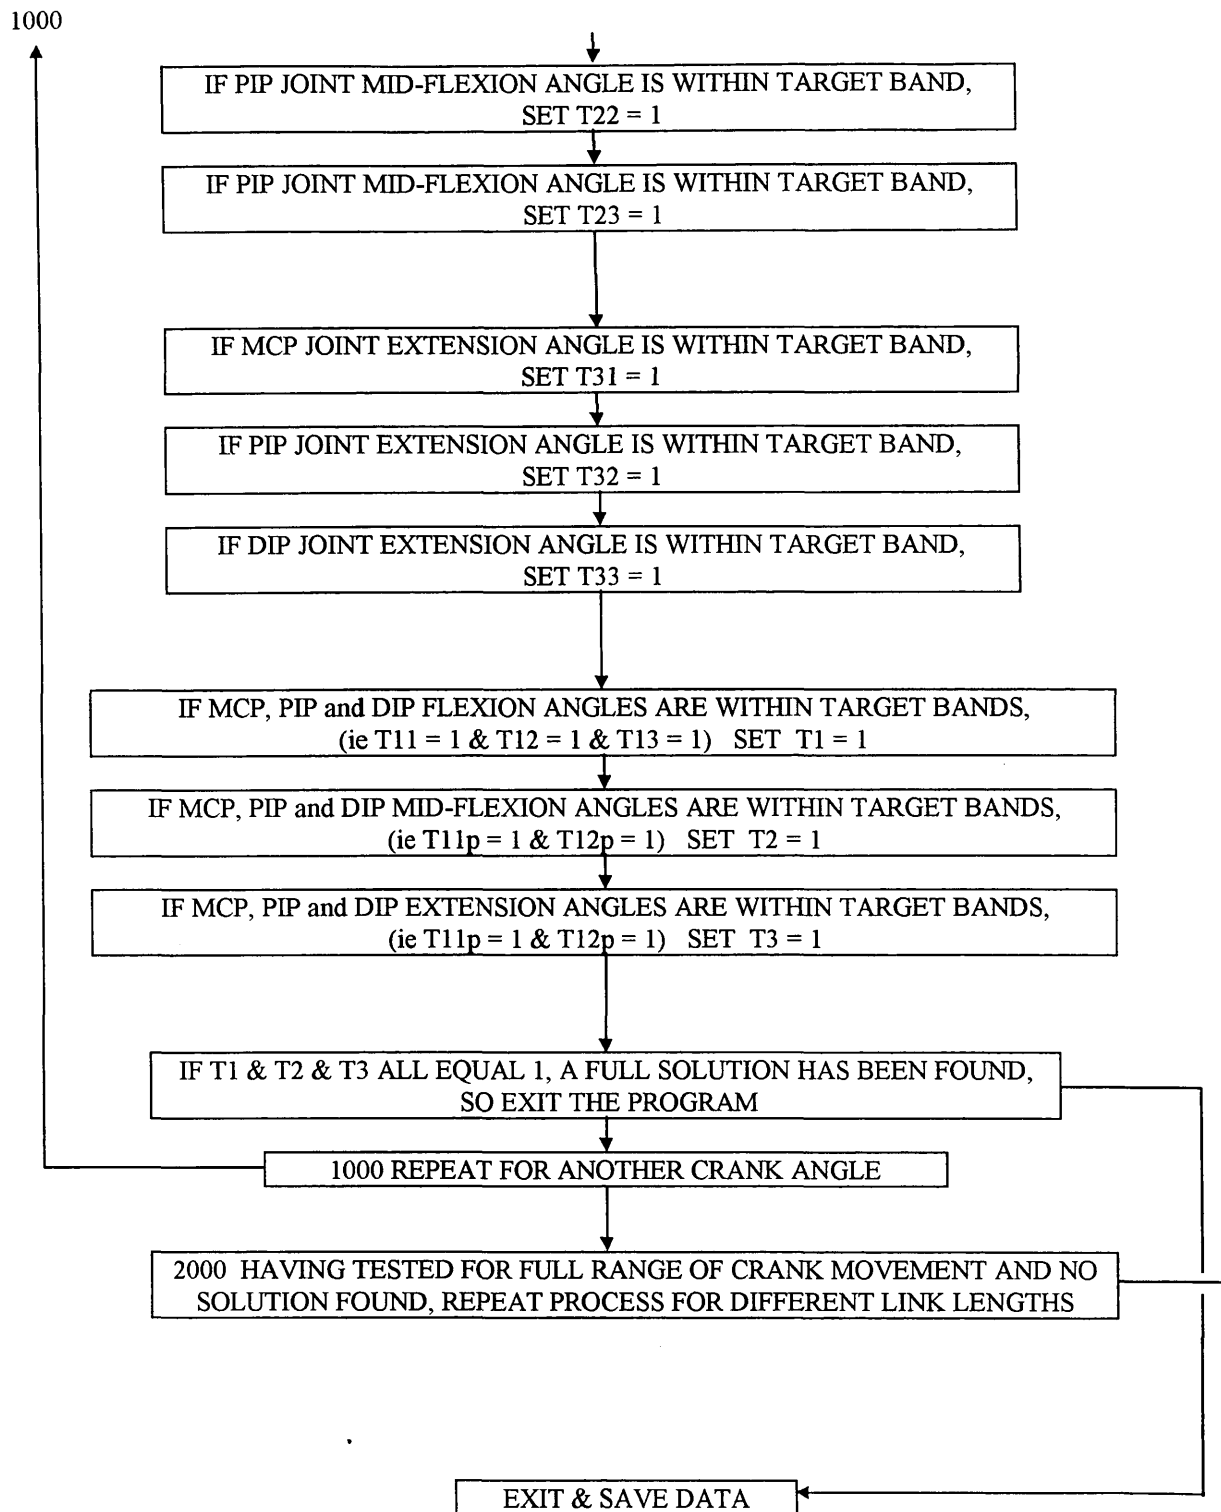 1000
IF PIP JOINT MID-FLEXION ANGLE IS WITHIN TARGET BAND,
SET T22 = 1
IF PIP JOINT MID-FLEXION ANGLE IS WITHIN TARGET BAND,
SET T23 = 1
IF MCP JOINT EXTENSION ANGLE IS WITHIN TARGET BAND,
SET T31 = 1
IF PIP JOINT EXTENSION ANGLE IS WITHIN TARGET BAND,
SET T32 = 1
IF DIP JOINT EXTENSION ANGLE IS WITHIN TARGET BAND,
SET T33 = 1
IF MCP, PIP and DIP FLEXION ANGLES ARE WITHIN TARGET BANDS,
(ie T11 = 1 & T12 = 1 & T13 = 1) SET T1 = 1
IF MCP, PIP and DIP MID-FLEXION ANGLES ARE WITHIN TARGET BANDS,
(ie T11p = 1 & T12p = 1) SET T2 = 1
IF MCP, PIP and DIP EXTENSION ANGLES ARE WITHIN TARGET BANDS,
(ie T11p = 1 & T12p = 1) SET T3 = 1
IF T1 & T2 & T3 ALL EQUAL 1, A FULL SOLUTION HAS BEEN FOUND,
SO EXIT THE PROGRAM
1000 REPEAT FOR ANOTHER CRANK ANGLE
2000 HAVING TESTED FOR FULL RANGE OF CRANK MOVEMENT AND NO
SOLUTION FOUND, REPEAT PROCESS FOR DIFFERENT LINK LENGTHS
EXIT & SAVE DATA